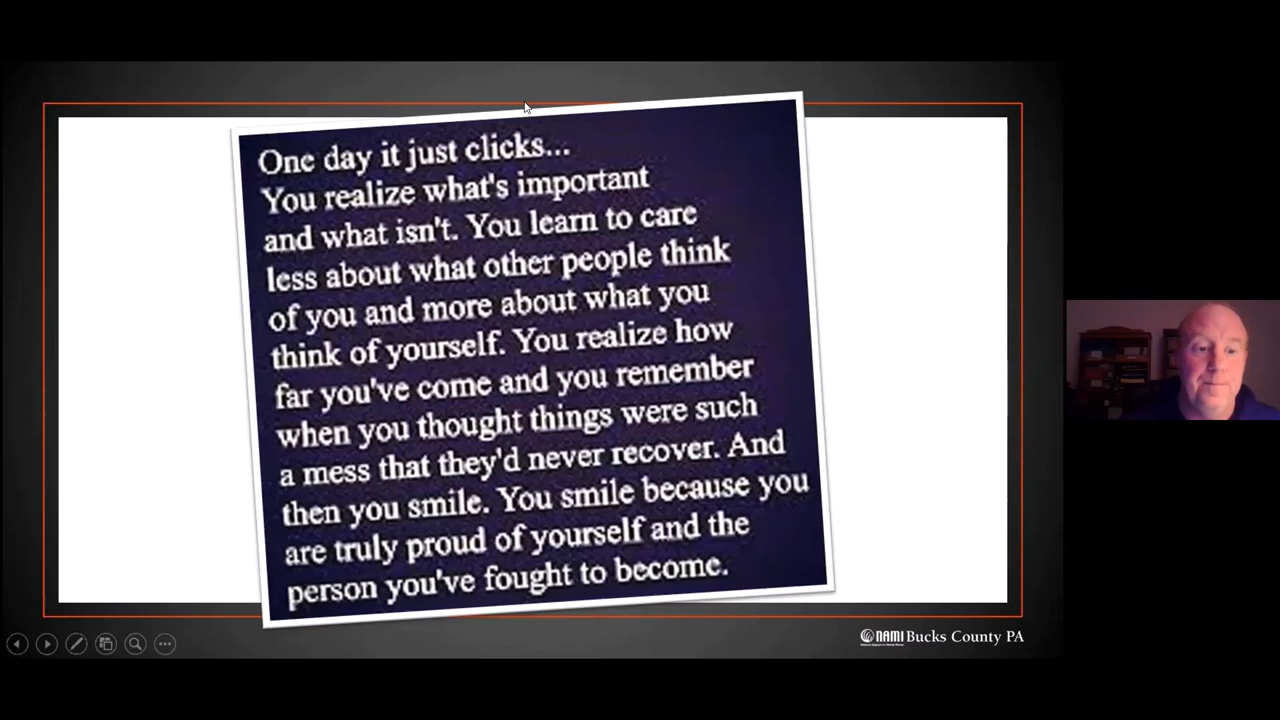 One day it just clicks...
You realize what's important
and what isn't. You learn to care
less about what other people think
of you and more about what you
think of yourself. You realize how
far you've come and you remember
when you thought things were such
a mess that they'd never recover. And
then you smile. You smile because you
are truly proud of yourself and the
person you've fought to become.
NAMI Bucks County PA